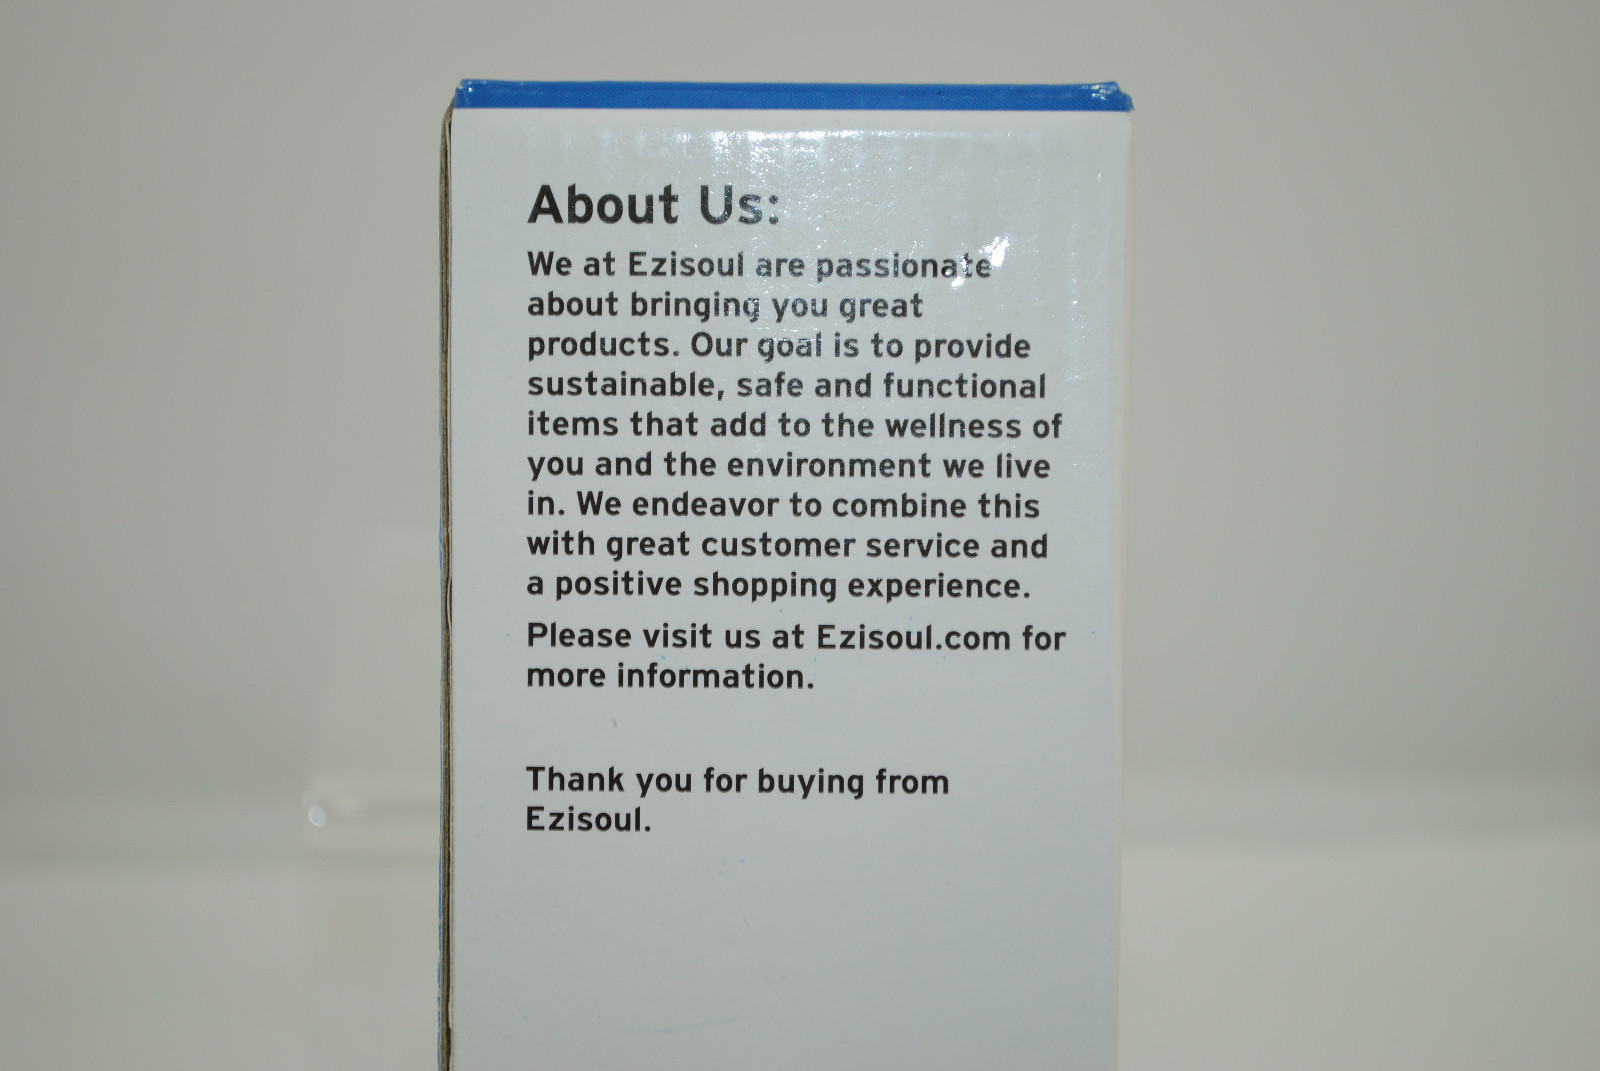 About Us:
We at Ezisoul are passionate
about bringing you great
products. Our goal is to provide
sustainable, safe and functional
items that add to the wellness of
you and the environment we live
in. We endeavor to combine this
with great customer service and
a positive shopping experience.
Please visit us at Ezisoul.com for
more information.
Thank you for buying from
Ezisoul.